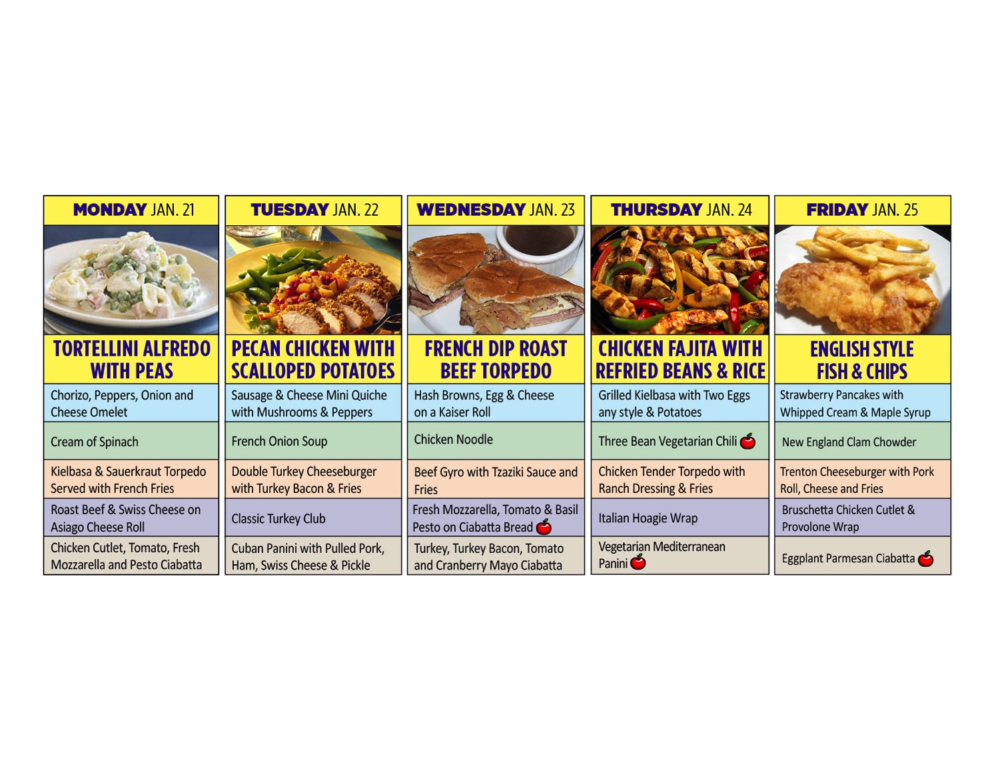 MONDAY JAN. 21
TORTELLINI ALFREDO
WITH PEAS
Chorizo, Peppers, Onion and
Cheese Omelet
Cream of Spinach
Kielbasa & Sauerkraut Torpedo
Served with French Fries
Roast Beef & Swiss Cheese on
Asiago Cheese Roll
Chicken Cutlet, Tomato, Fresh
Mozzarella and Pesto Ciabatta
TUESDAY JAN. 22
PECAN CHICKEN WITH
SCALLOPED POTATOES
Sausage & Cheese Mini Quiche
with Mushrooms & Peppers
French Onion Soup
Double Turkey Cheeseburger
with Turkey Bacon & Fries
Classic Turkey Club
Cuban Panini with Pulled Pork,
Ham, Swiss Cheese & Pickle
WEDNESDAY JAN. 23
FRENCH DIP ROAST
BEEF TORPEDO
Hash Browns, Egg & Cheese
on a Kaiser Roll
Chicken Noodle
Beef Gyro with Tzaziki Sauce and
Fries
Fresh Mozzarella, Tomato & Basil
Pesto on Ciabatta Bread
Turkey, Turkey Bacon, Tomato
and Cranberry Mayo Ciabatta
THURSDAY JAN. 24
CHICKEN FAJITA WITH
REFRIED BEANS & RICE
Grilled Kielbasa with Two Eggs
any style & Potatoes
Three Bean Vegetarian Chili
Chicken Tender Torpedo with
Ranch Dressing & Fries
Italian Hoagie Wrap
Vegetarian Mediterranean
Panini
FRIDAY JAN. 25
ENGLISH STYLE
FISH & CHIPS
Strawberry Pancakes with
Whipped Cream & Maple Syrup
New England Clam Chowder
Trenton Cheeseburger with Pork
Roll, Cheese and Fries
Bruschetta Chicken Cutlet &
Provolone Wrap
Eggplant Parmesan Ciabatta